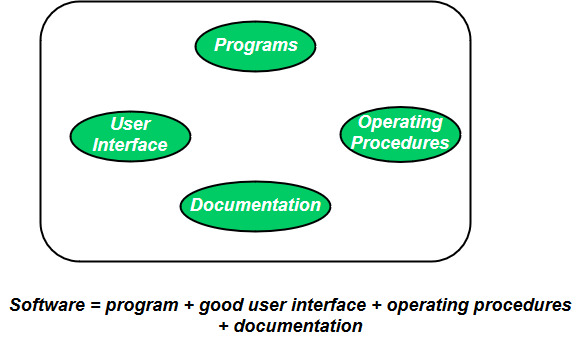 Programs
User
Interface
Operating
Procedures
Documentation
Software = program + good user interface + operating procedures
+ documentation